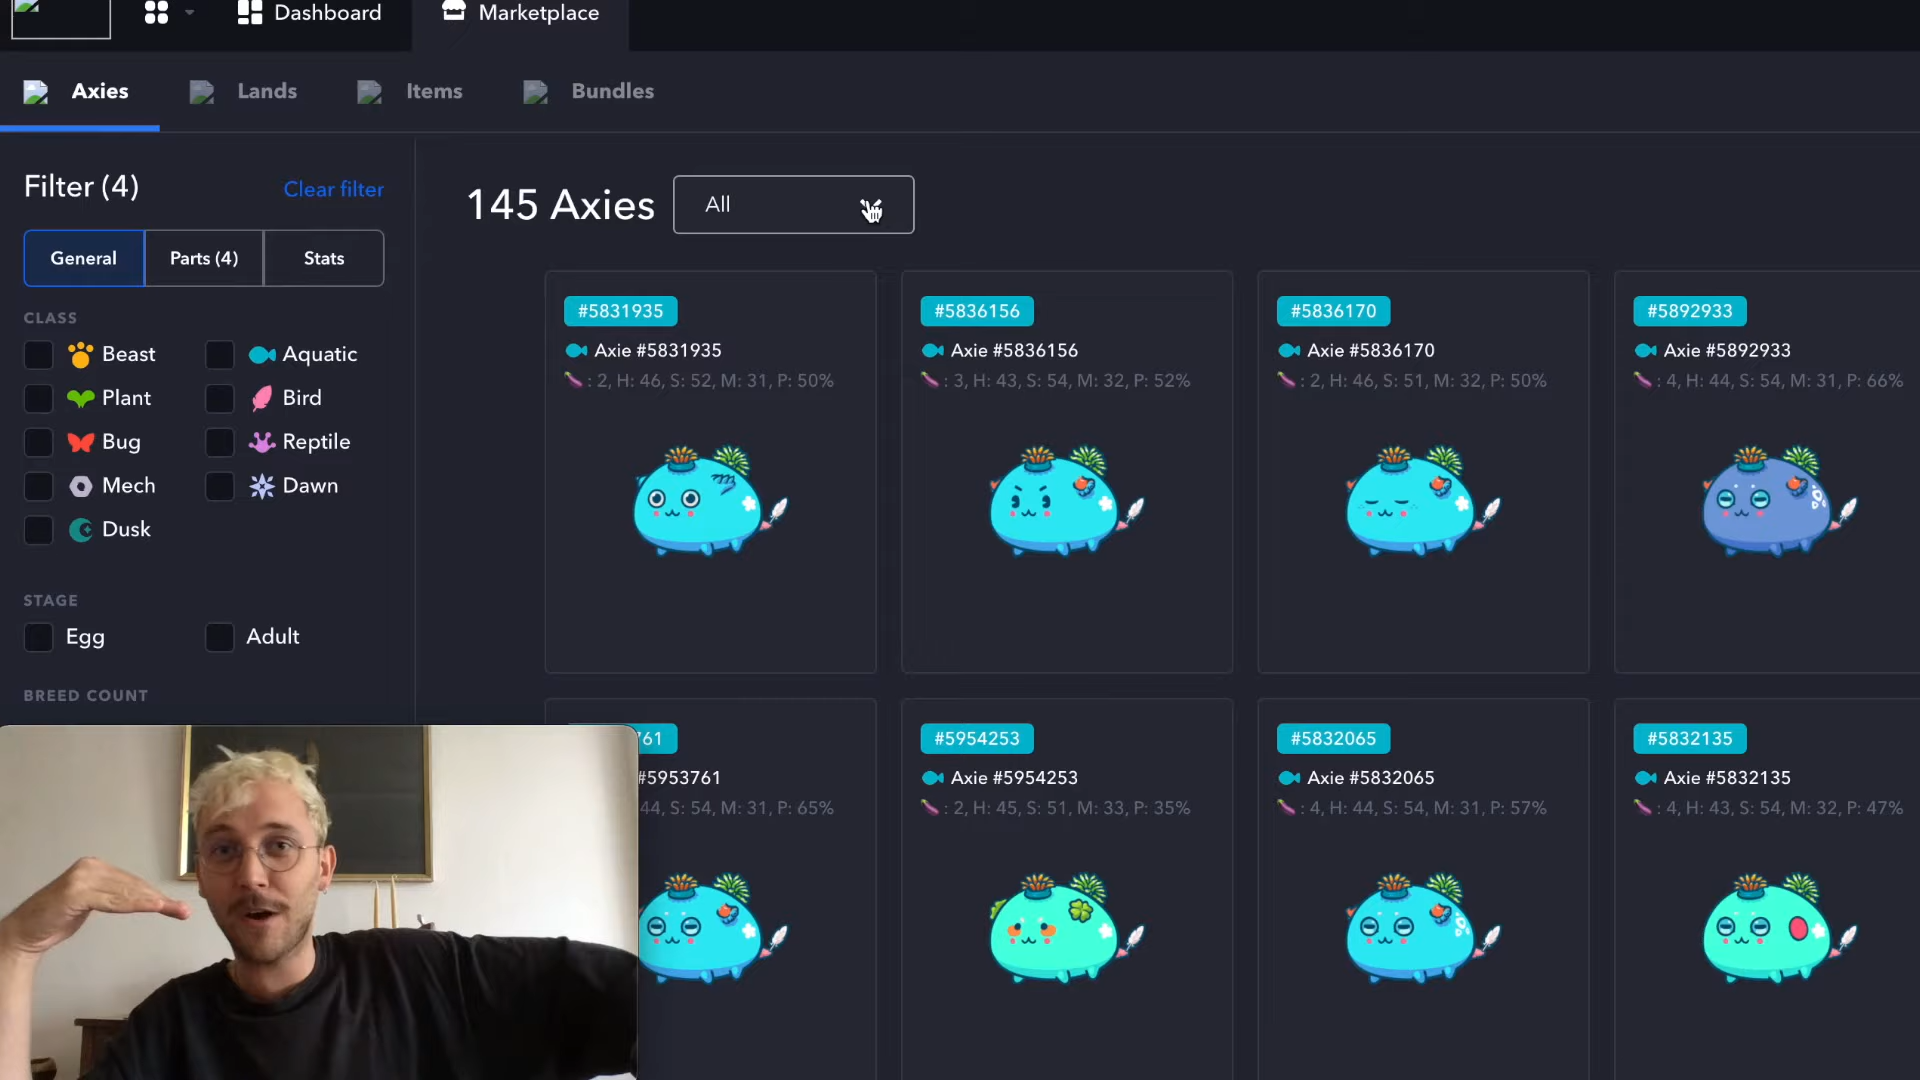 Dashboard
Marketplace
Axies
Lands
Items
Bundles
Filter (4)
Clear filter
General
Parts (4)
Stats
CLASS
Beast
Aquatic
Plant
Bird
Bug
Reptile
Mech
Dawn
Dusk
STAGE
Egg
Adult
BREED COUNT
145 Axies
All
#5831935
Axie #5831935
: 2, H: 46, S: 52, M: 31, P: 50%
#5836156
Axie #5836156
: 3, H: 43, S: 54, M: 32, P: 52%
#5836170
Axie #5836170
: 2, H: 46, S: 51, M: 32, P: 50%
#5892933
Axie #5892933
: 4, H: 44, S: 54, M: 31, P: 66%
761
#5953761
44, S: 54, M: 31, P: 65%
#5954253
Axie #5954253
: 2, H: 45, S: 51, M: 33, P: 35%
#5832065
Axie #5832065
: 4, H: 44, S: 54, M: 31, P: 57%
#5832135
Axie #5832135
: 4, H: 43, S: 54, M: 32, P: 47%